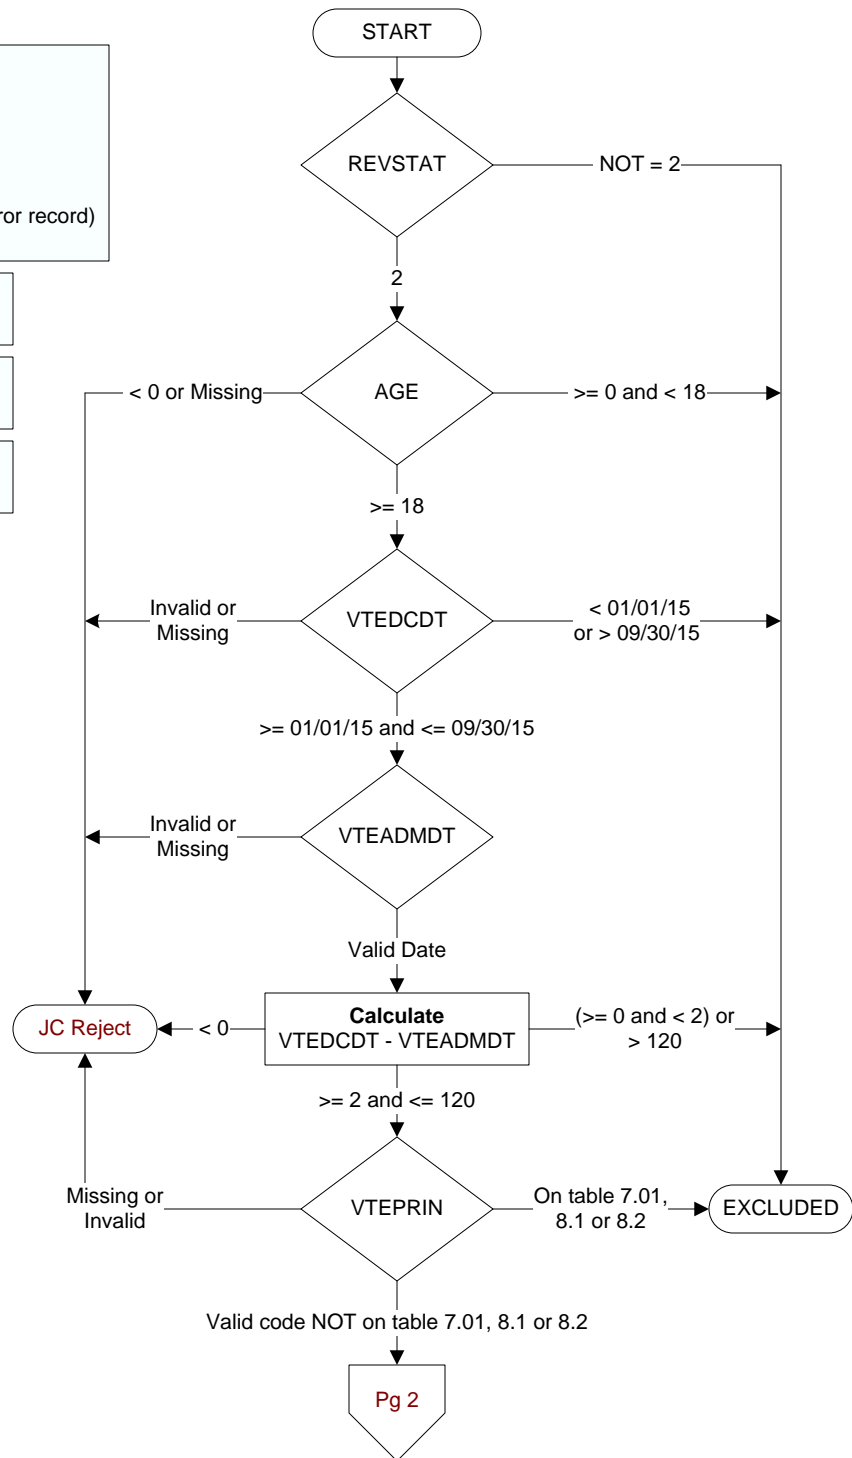 START
REVSTAT
NOT = 2
ror record)
2
< 0 or Missing
AGE
>= 0 and < 18
>= 18
Invalid or
Missing
VTEDCDT
< 01/01/15
or > 09/30/15
>= 01/01/15 and <= 09/30/15
Invalid or
Missing
VTEADMDT
Valid Date
JC Reject
< 0
Calculate
VTEDCDT - VTEADMDT
(>= 0 and < 2) or
> 120
>= 2 and <= 120
Missing or
Invalid
VTEPRIN
On table 7.01,
8.1 or 8.2
EXCLUDED
Valid code NOT on table 7.01, 8.1 or 8.2
Pg 2